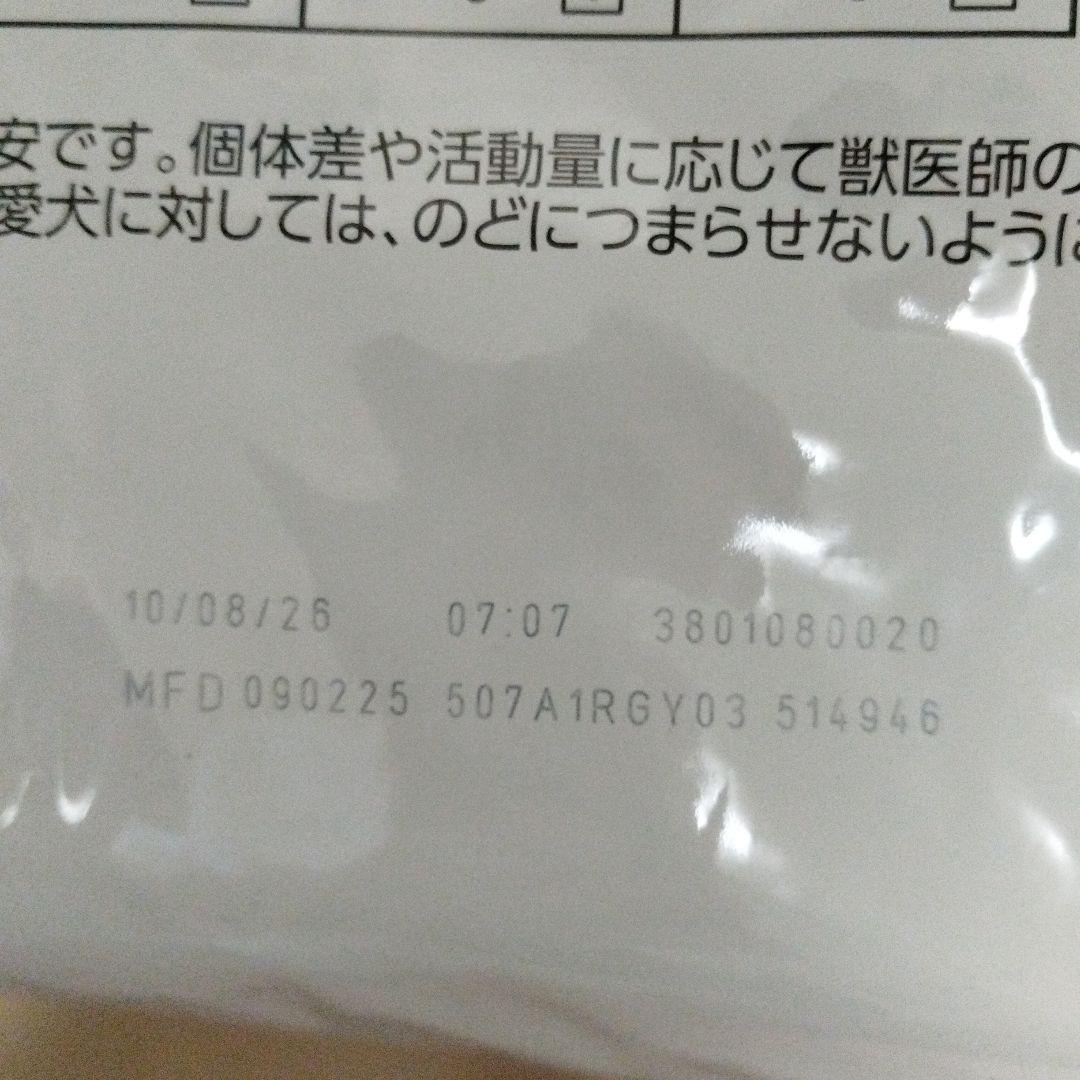 安です。個体差や活動量に応じて獣医師の
愛犬に対しては、のどにつまらせないように
10/08/26 07:07 3801080020
MFD 090225 507A1RGY03 514946